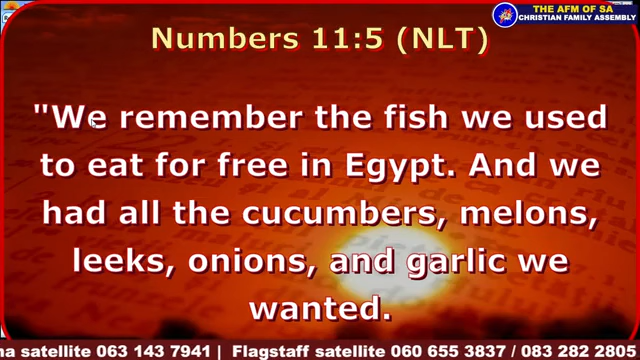 THE AFM OF SA
CHRISTIAN FAMILY ASSEMBLY
Numbers 11:5 (NLT)
"We remember the fish we used
to eat for free in Egypt. And we
had all the cucumbers, melons,
leeks, onions, and garlic we
wanted.
satellite 063 143 7941 | Flagstaff satellite 060 655 3837 / 083 282 2805